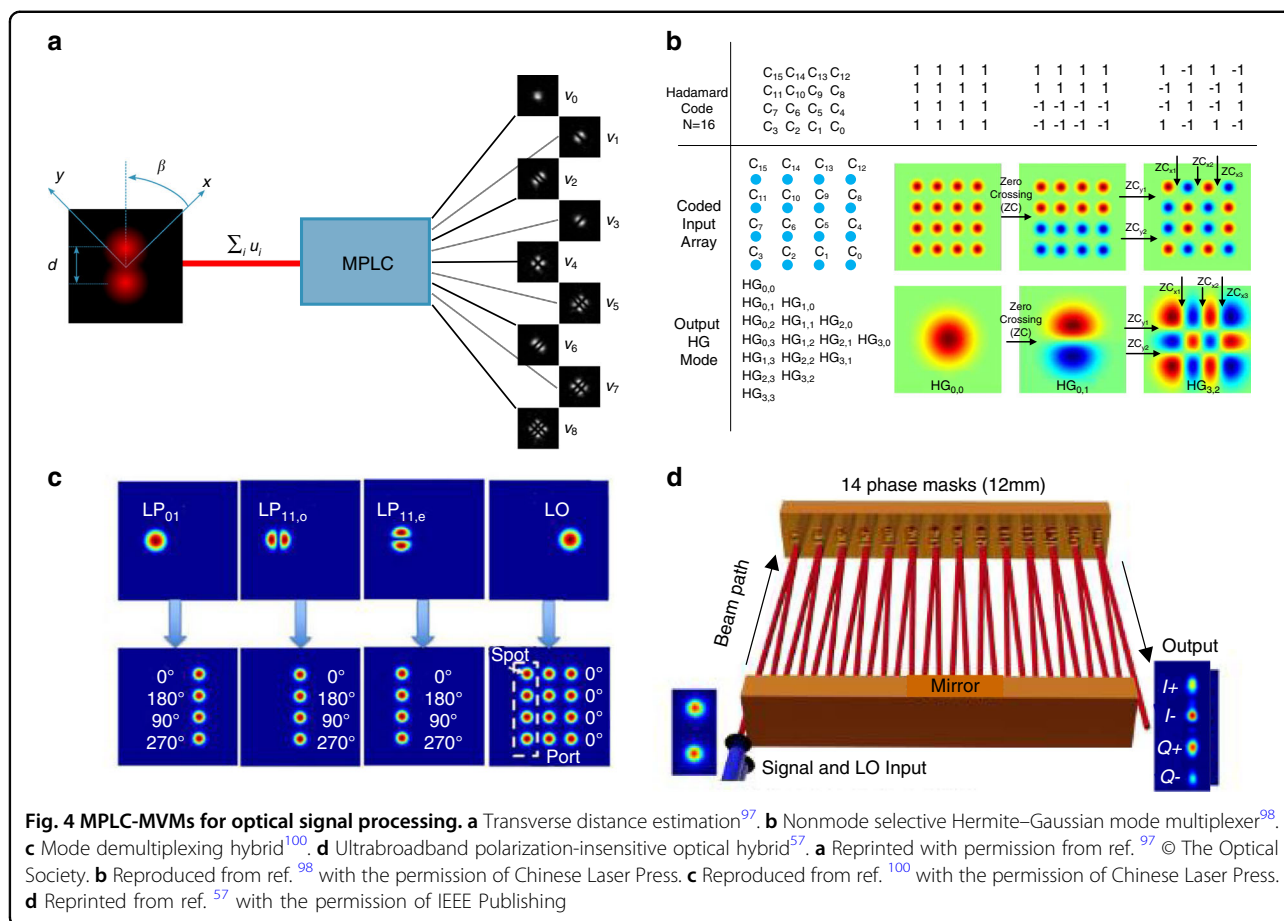 a
y
β
x
d
∑i ui
MPLC
v0
v1
v2
v3
v4
v5
v6
v7
v8
b
Hadamard
Code
N=16
C15 C14 C13 C12
C11 C10 C9 C8
C7 C6 C5 C4
C3 C2 C1 C0
1 1 1 1
1 1 1 1
1 1 1 1
1 1 1 1
1 1 1 1
1 1 1 1
-1 -1 -1 -1
-1 -1 -1 -1
1 -1 1 -1
-1 1 -1 1
-1 1 -1 1
1 -1 1 -1
Coded
Input
Array
C15 C14 C13 C12
C11 C10 C9 C8
C7 C6 C5 C4
C3 C2 C1 C0
Zero
Crossing
(ZC)
ZCx1 ZCx2 ZCx3
ZCy1
ZCy2
Output
HG
Mode
HG0,0
HG0,1 HG1,0
HG0,2 HG1,1 HG2,0
HG0,3 HG1,2 HG2,1 HG3,0
HG1,3 HG2,2 HG3,1
HG2,3 HG3,2
HG3,3
HG0,0
Zero
Crossing
(ZC)
HG0,1
ZCx1 ZCx2 ZCx3
ZCy1
ZCy2
HG3,2
c
LP01
LP11,o
LP11,e
LO
0°
180°
90°
270°
0°
180°
90°
270°
0°
180°
90°
270°
Spot
0°
0°
0°
0°
Port
d
14 phase masks (12mm)
Beam path
Mirror
Signal and LO Input
Output
I+
I-
Q+
Q-
Fig. 4 MPLC-MVMs for optical signal processing. a Transverse distance estimation97. b Nonmode selective Hermite–Gaussian mode multiplexer98.
c Mode demultiplexing hybrid100. d Ultrabroadband polarization-insensitive optical hybrid57. a Reprinted with permission from ref. 97 © The Optical
Society. b Reproduced from ref. 98 with the permission of Chinese Laser Press. c Reproduced from ref. 100 with the permission of Chinese Laser Press.
d Reprinted from ref. 57 with the permission of IEEE Publishing